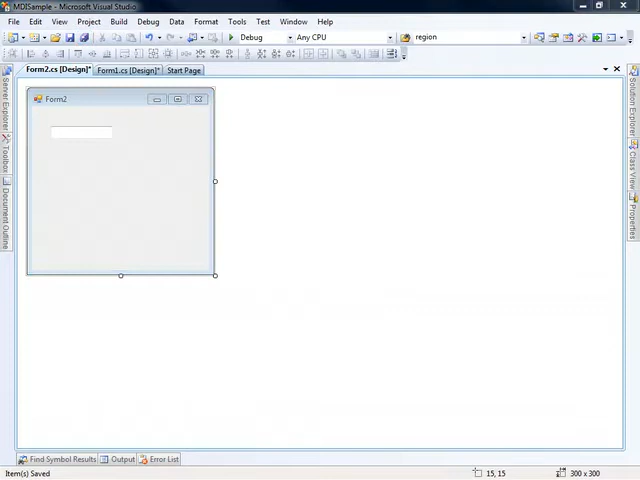 MDISample - Microsoft Visual Studio
File Edit View Project Build Debug Data Format Tools Test Window Help
Debug Any CPU region
Form2.cs [Design]* Form1.cs [Design]* Start Page
Form2
Server Explorer
Toolbox
Document Outline
Solution Explorer
Class View
Properties
Find Symbol Results Output Error List
Item(s) Saved 15, 15 300 x 300